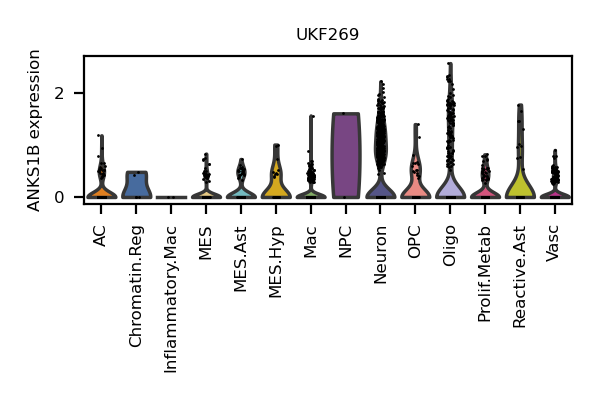 UKF269
ANKS1B expression
2
0
AC
Chromatin.Reg
Inflammatory.Mac
MES
MES.Ast
MES.Hyp
Mac
NPC
Neuron
OPC
Oligo
Prolif.Metab
Reactive.Ast
Vasc